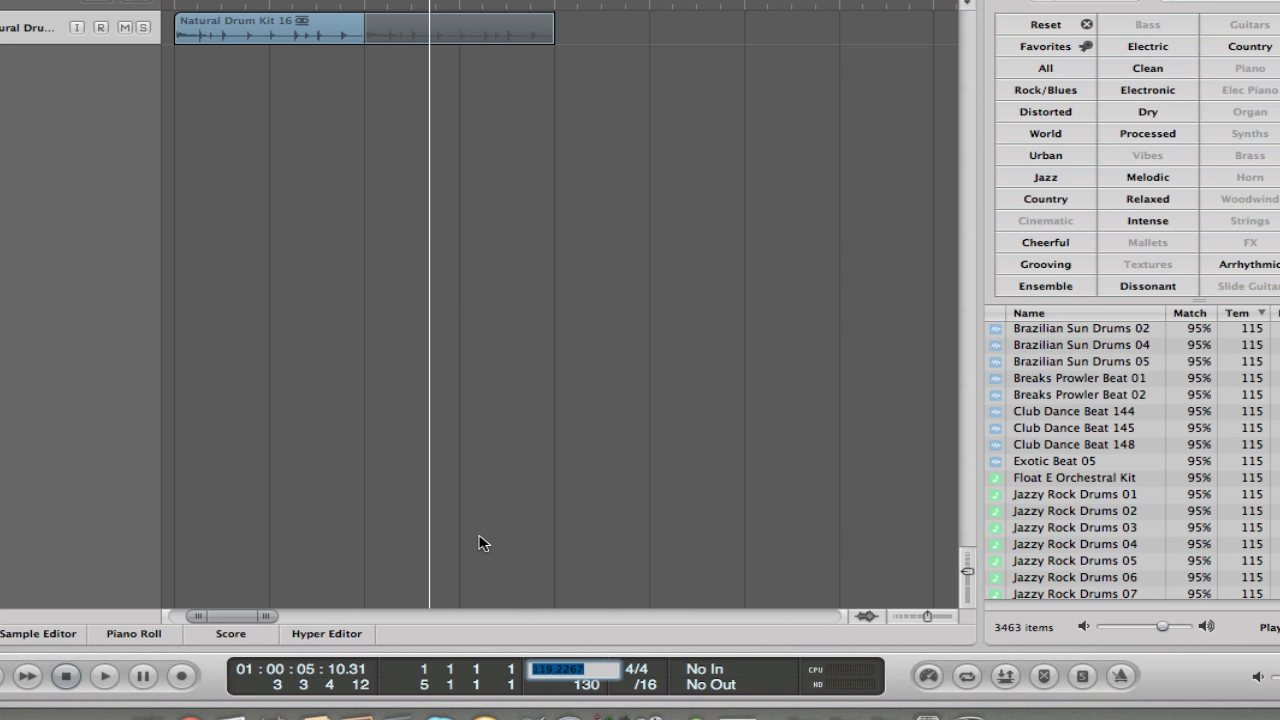 Natural Drum Kit 16
ural Dru... I R M S
Reset Bass Guitars
Favorites Electric Country
All Clean Piano
Rock/Blues Electronic Elec Piano
Distorted Dry Organ
World Processed Synths
Urban Vibes Brass
Jazz Melodic Horn
Country Relaxed Woodwind
Cinematic Intense Strings
Cheerful Mallets FX
Grooving Textures Arrhythmic
Ensemble Dissonant Slide Guita
Name Match Tem
Brazilian Sun Drums 02 95% 115
Brazilian Sun Drums 04 95% 115
Brazilian Sun Drums 05 95% 115
Breaks Prowler Beat 01 95% 115
Breaks Prowler Beat 02 95% 115
Club Dance Beat 144 95% 115
Club Dance Beat 145 95% 115
Club Dance Beat 148 95% 115
Exotic Beat 05 95% 115
Float E Orchestral Kit 95% 115
Jazzy Rock Drums 01 95% 115
Jazzy Rock Drums 02 95% 115
Jazzy Rock Drums 03 95% 115
Jazzy Rock Drums 04 95% 115
Jazzy Rock Drums 05 95% 115
Jazzy Rock Drums 06 95% 115
Jazzy Rock Drums 07 95% 115
3463 items Play
Sample Editor Piano Roll Score Hyper Editor
01 : 00 : 05 : 10.31 1 1 1 1 119.2267 4/4 No In CPU
3 3 4 12 5 1 1 1 130 /16 No Out HD